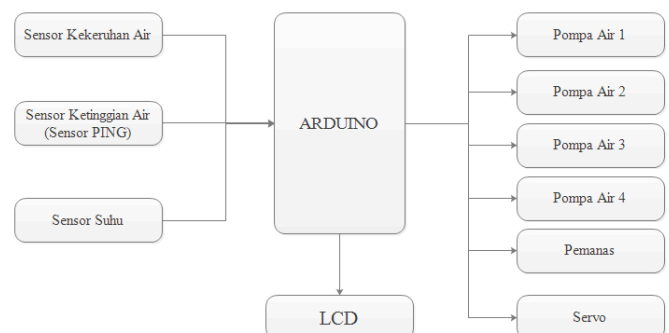 Sensor Kekeruhan Air
Sensor Ketinggian Air
(Sensor PING)
Sensor Suhu
ARDUINO
LCD
Pompa Air 1
Pompa Air 2
Pompa Air 3
Pompa Air 4
Pemanas
Servo